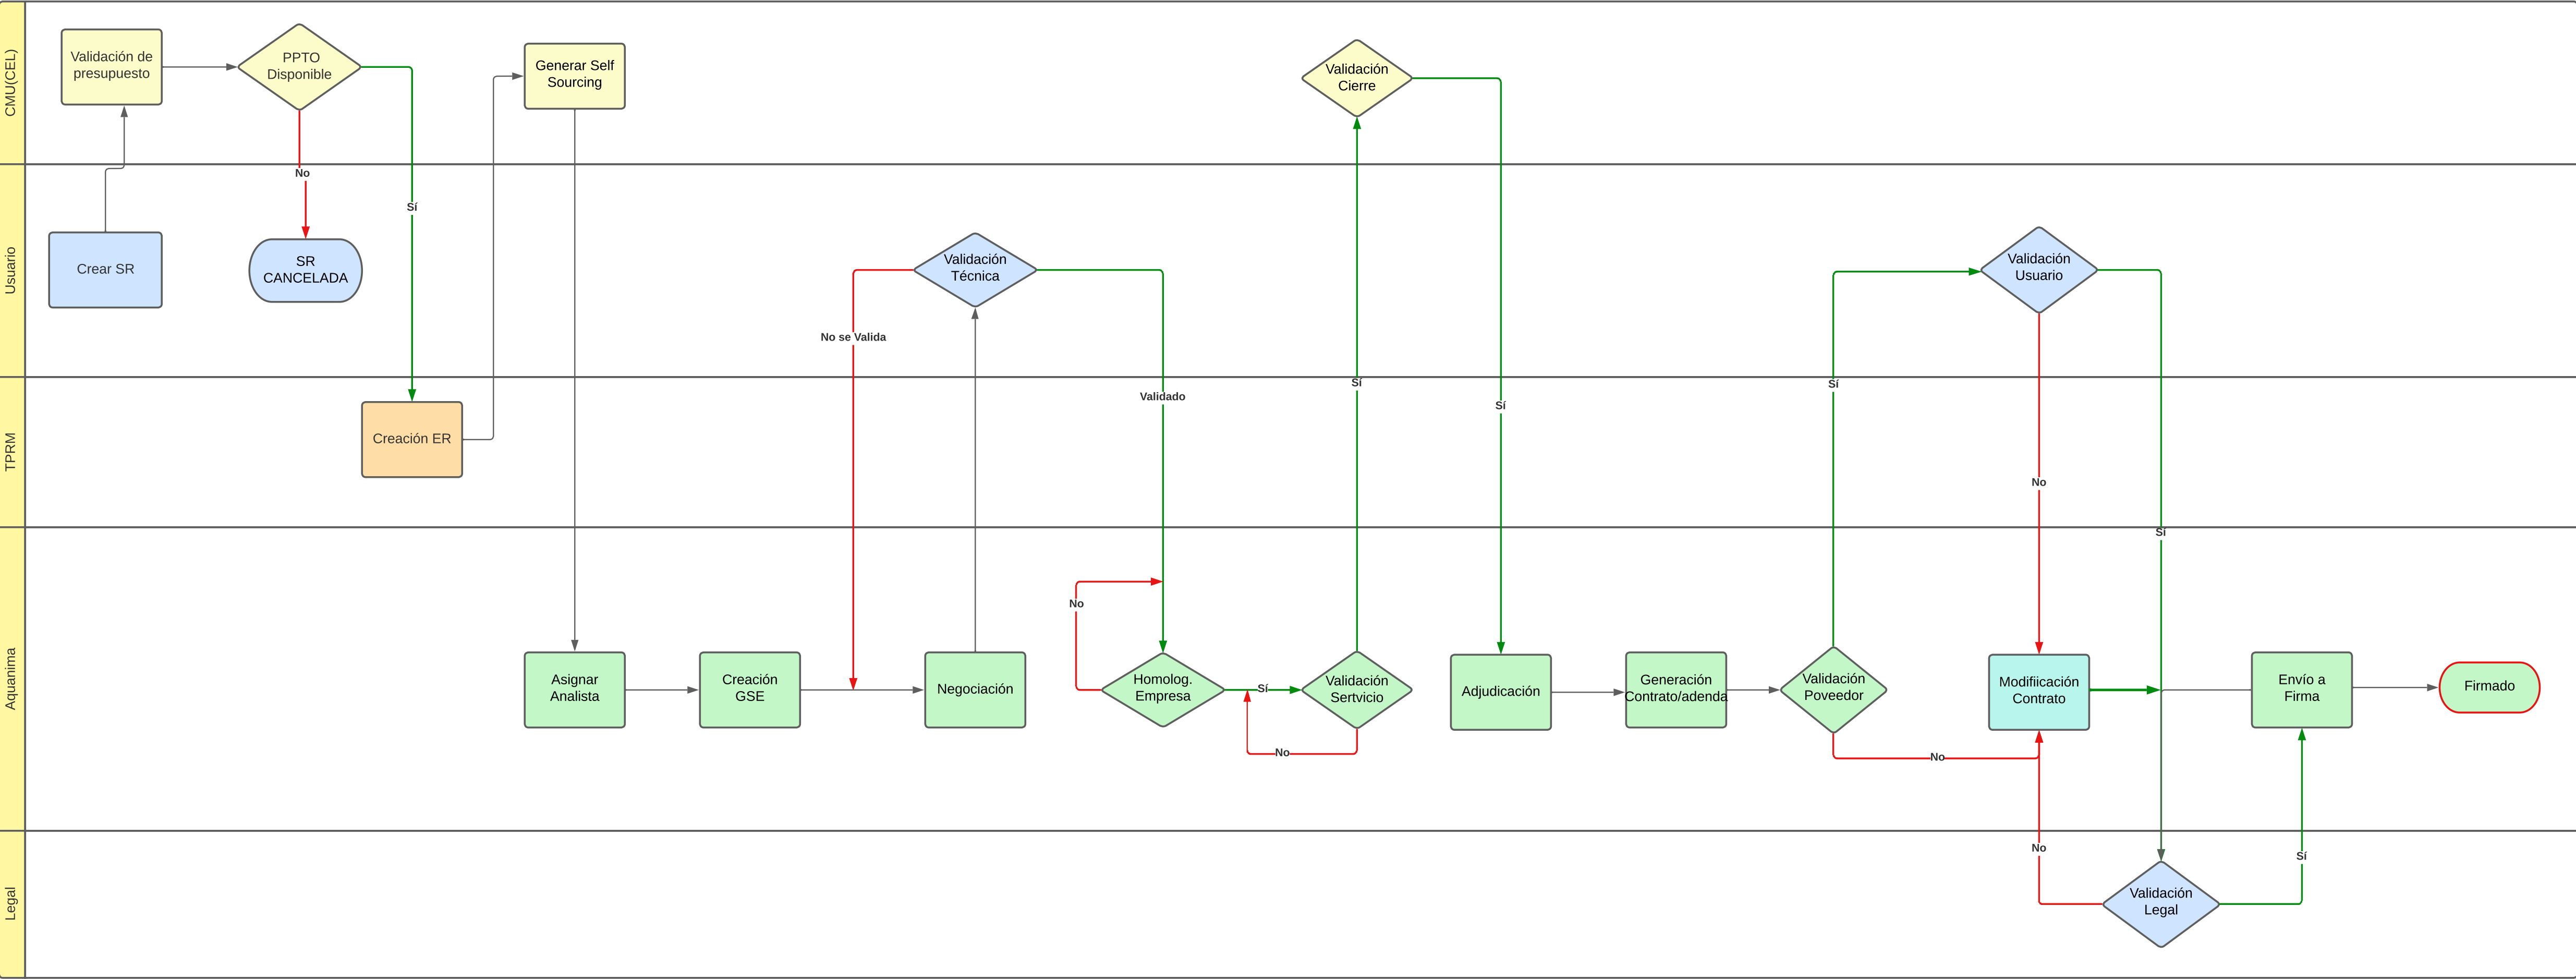 CMU(CEL)
Validación de
presupuesto
PPTO
Disponible
Generar Self
Sourcing
Validación
Cierre
No
Sí
Usuario
Crear SR
SR
CANCELADA
Validación
Técnica
No se Valida
Validado
Sí
Sí
Sí
Validación
Usuario
No
Sí
TPRM
Creación ER
Aquanima
Asignar
Analista
Creación
GSE
Negociación
No
Homolog.
Empresa
Sí
Validación
Sertvicio
No
Adjudicación
Generación
Contrato/adenda
Validación
Poveedor
No
Modifiicación
Contrato
Envío a
Firma
Firmado
Legal
No
Validación
Legal
Sí